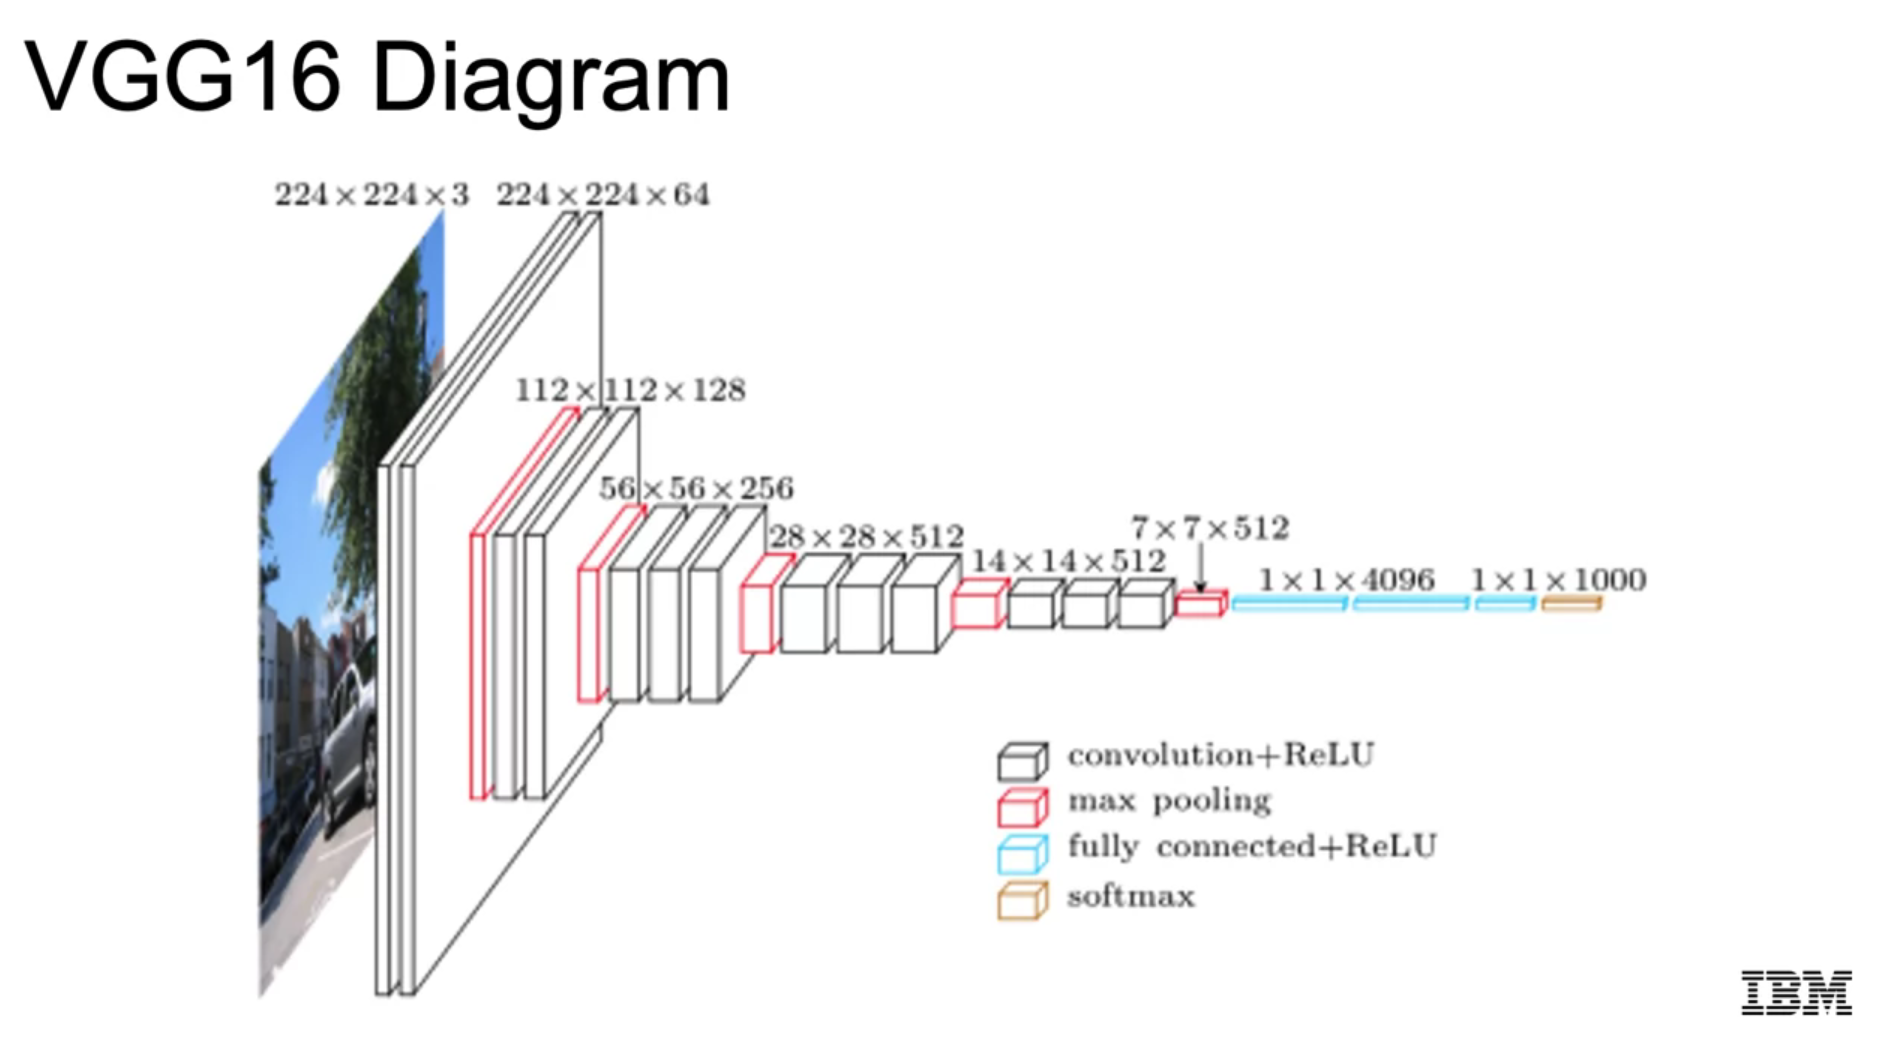 VGG16 Diagram
224×224×3 224×224×64
112×112×128
56×56×256
28×28×512
14×14×512
7×7×512
1×1×4096 1×1×1000
convolution+ReLU
max pooling
fully connected+ReLU
softmax
IBM